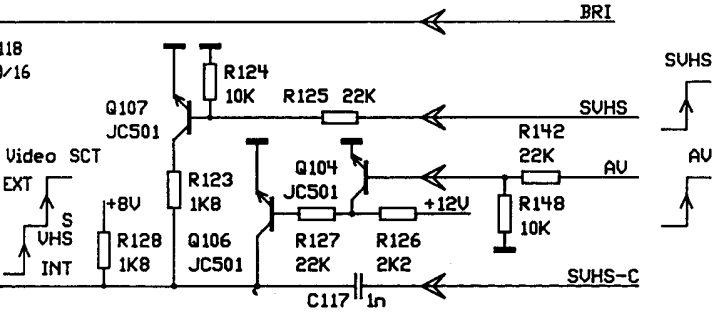 BRI
118
0/16
R124
10K
R125 22K
SVHS
SVHS
Q107
JC501
R142
22K
AV
AV
Video SCT
EXT
S
VHS
INT
+8V
R123
1K8
Q104
JC501
+12V
R148
10K
R128
1K8
Q106
JC501
R127
22K
R126
2K2
C117 1n
SVHS-C